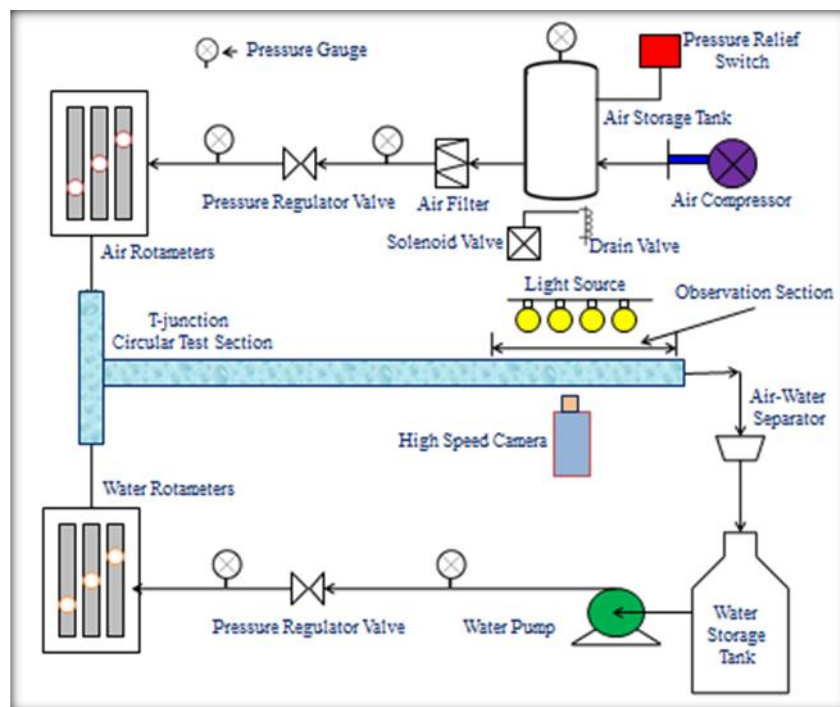 Pressure Gauge
Pressure Relief
Switch
Air Storage Tank
Pressure Regulator Valve
Air Filter
Air Compressor
Solenoid Valve
Drain Valve
Air Rotameters
Light Source
Observation Section
T-junction
Circular Test Section
Air-Water
Separator
High Speed Camera
Water Rotameters
Pressure Regulator Valve
Water Pump
Water
Storage
Tank